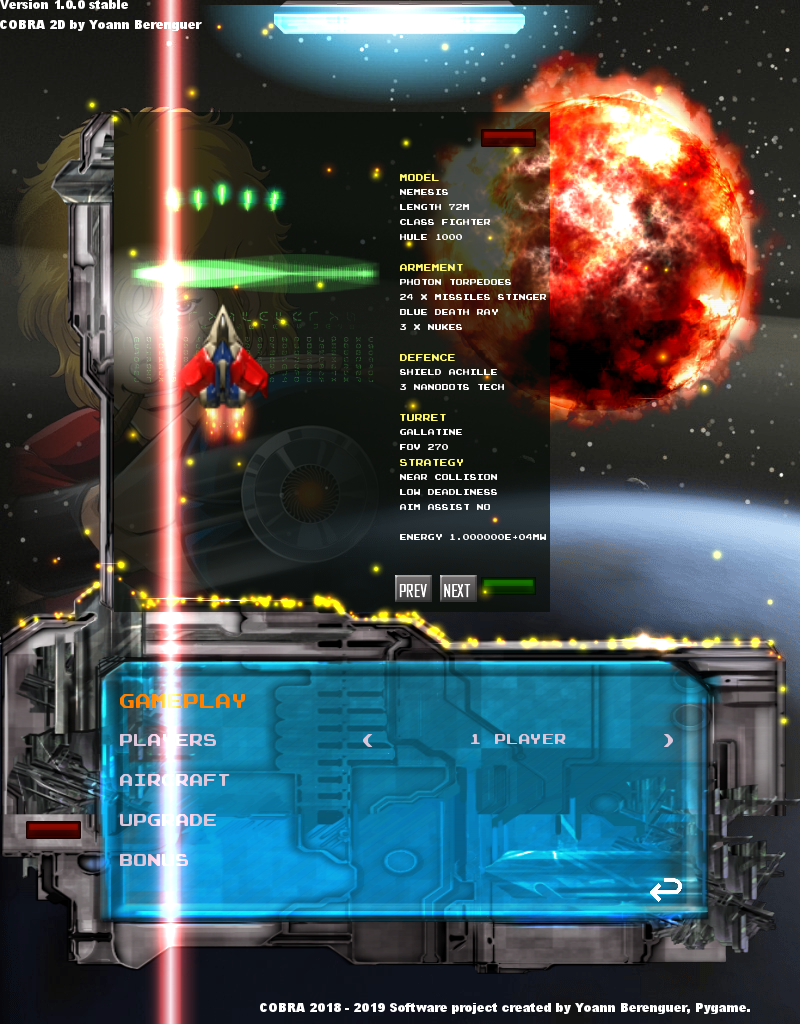 Version 1.0.0 stable
COBRA 2D by Yoann Berenguer
MODEL
NEMESIS
LENGTH 72M
CLASS FIGHTER
HULE 1000
ARMEMENT
PHOTON TORPEDOES
24 X MISSILES STINGER
BLUE DEATH RAY
3 X NUKES
DEFENCE
SHIELD ACHILLE
3 NANOBOTS TECH
TURRET
GALLATINE
FOV 270
STRATEGY
NEAR COLLISION
LOW DEADLINESS
AIM ASSIST NO
ENERGY 1.000000E+04MW
PREV NEXT
GAMEPLAY
PLAYERS ‹ 1 PLAYER ›
AIRCRAFT
UPGRADE
BONUS
COBRA 2018 - 2019 Software project created by Yoann Berenguer, Pygame.